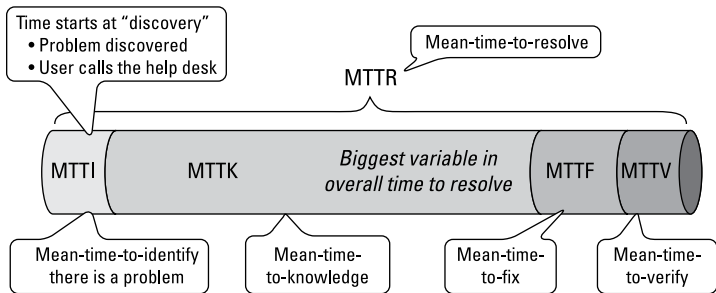 Time starts at “discovery”
• Problem discovered
• User calls the help desk
Mean-time-to-resolve
MTTR
MTTI
MTTK
Biggest variable in
overall time to resolve
MTTF
MTTV
Mean-time-to-identify
there is a problem
Mean-time-
to-knowledge
Mean-time-
to-fix
Mean-time-
to-verify